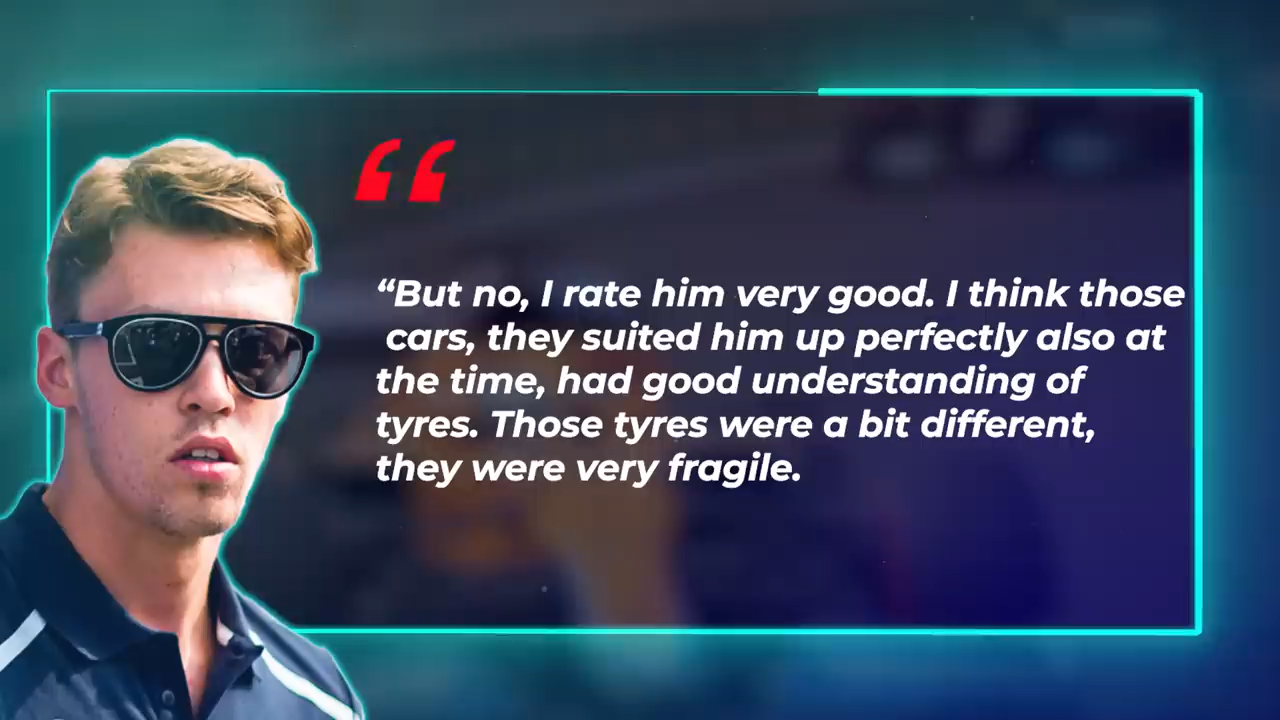 “But no, I rate him very good. I think those
cars, they suited him up perfectly also at
the time, had good understanding of
tyres. Those tyres were a bit different,
they were very fragile.